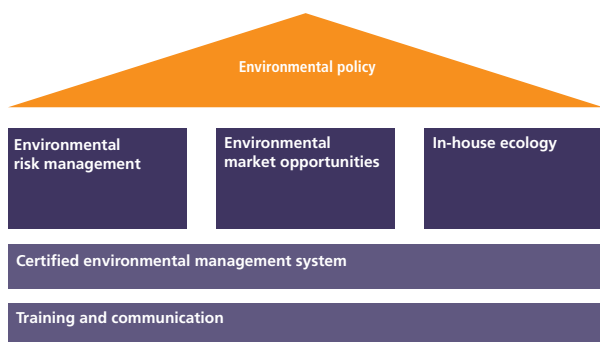 Environmental policy
Environmental
risk management
Environmental
market opportunities
In-house ecology
Certified environmental management system
Training and communication